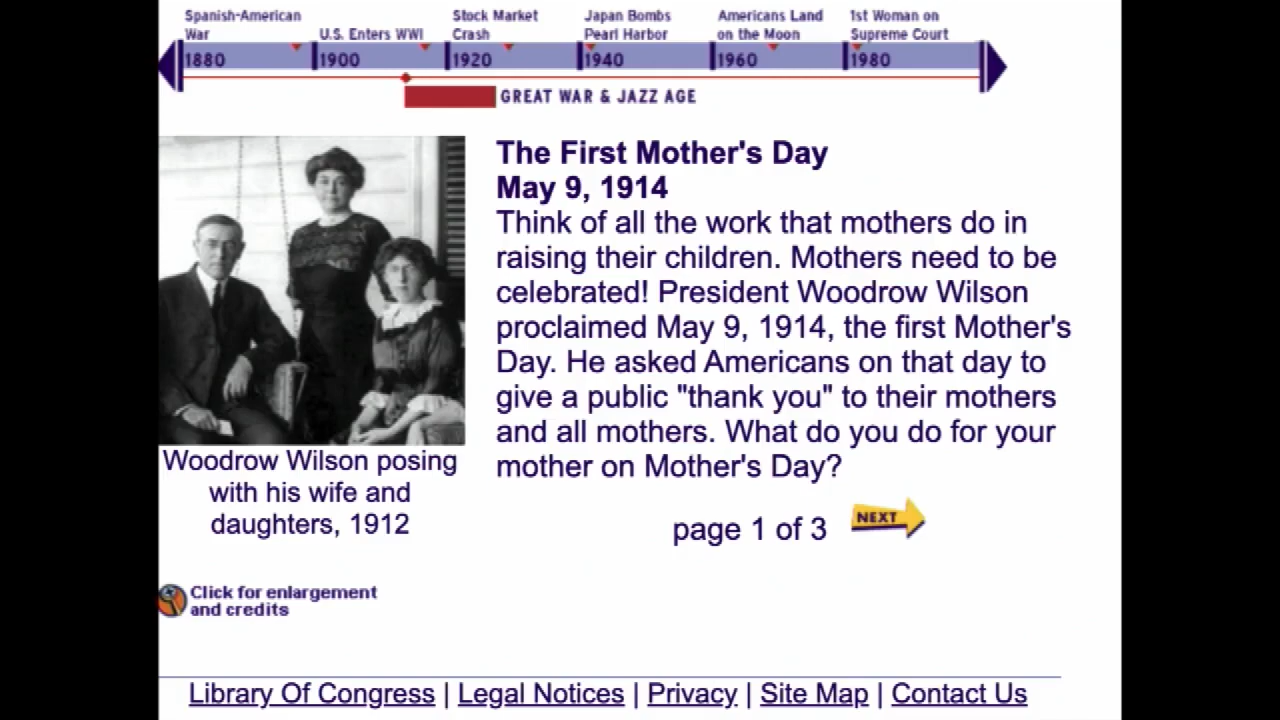 Spanish-American
War
U.S. Enters WWI
Stock Market
Crash
Japan Bombs
Pearl Harbor
Americans Land
on the Moon
1st Woman on
Supreme Court
1880
1900
1920
1940
1960
1980
GREAT WAR & JAZZ AGE
The First Mother's Day
May 9, 1914
Think of all the work that mothers do in
raising their children. Mothers need to be
celebrated! President Woodrow Wilson
proclaimed May 9, 1914, the first Mother's
Day. He asked Americans on that day to
give a public "thank you" to their mothers
and all mothers. What do you do for your
mother on Mother's Day?
Woodrow Wilson posing
with his wife and
daughters, 1912
page 1 of 3
NEXT
Click for enlargement
and credits
Library Of Congress | Legal Notices | Privacy | Site Map | Contact Us